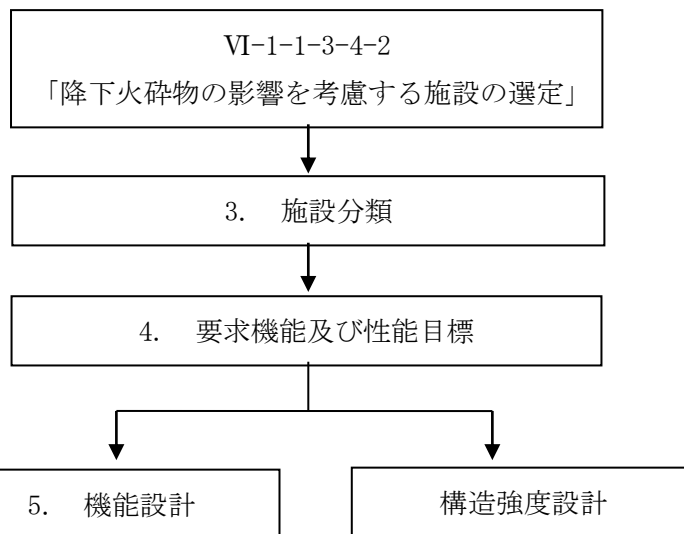 Ⅵ-1-1-3-4-2
「降下火砕物の影響を考慮する施設の選定」
3. 施設分類
4. 要求機能及び性能目標
5. 機能設計
構造強度設計